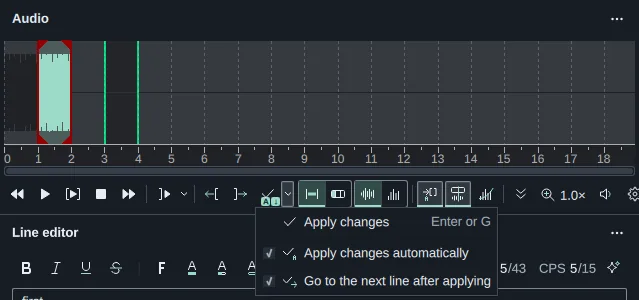 Audio
0 1 2 3 4 5 6 7 8 9 10 11 12 13 14 15 16 17 18
1.0×
Apply changes Enter or G
Apply changes automatically
Go to the next line after applying
Line editor
B I U S F A A A 5/43 CPS 5/15
first